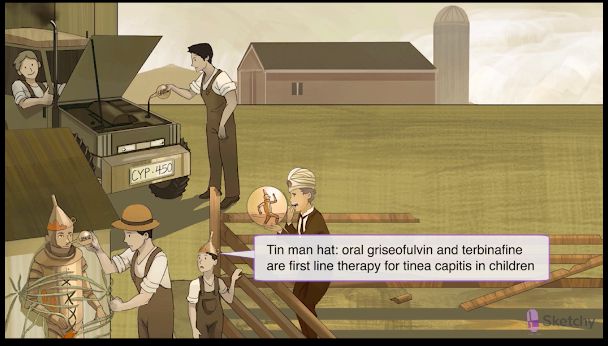 CYP-450
Tin man hat: oral griseofulvin and terbinafine
are first line therapy for tinea capitis in children
Sketchy